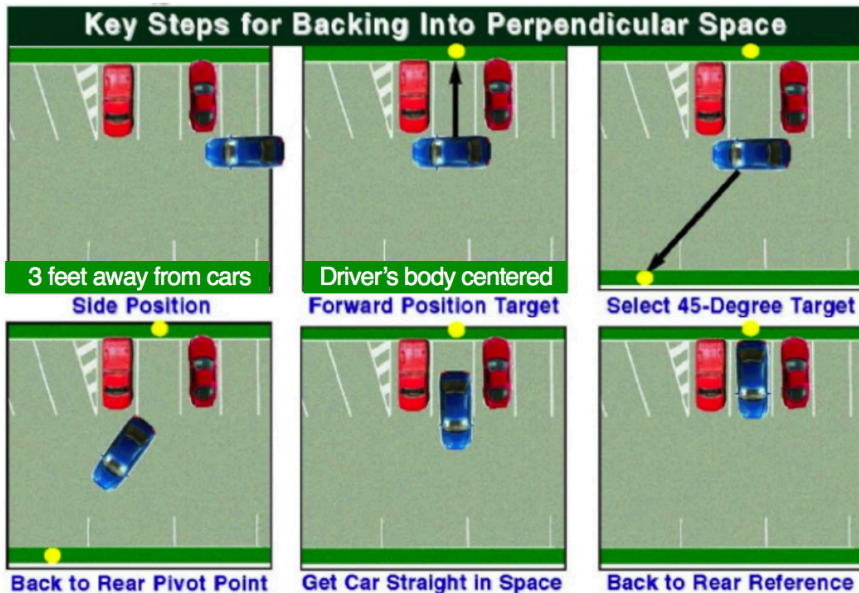 Key Steps for Backing Into Perpendicular Space
3 feet away from cars
Driver's body centered
Side Position
Forward Position Target
Select 45-Degree Target
Back to Rear Pivot Point
Get Car Straight in Space
Back to Rear Reference